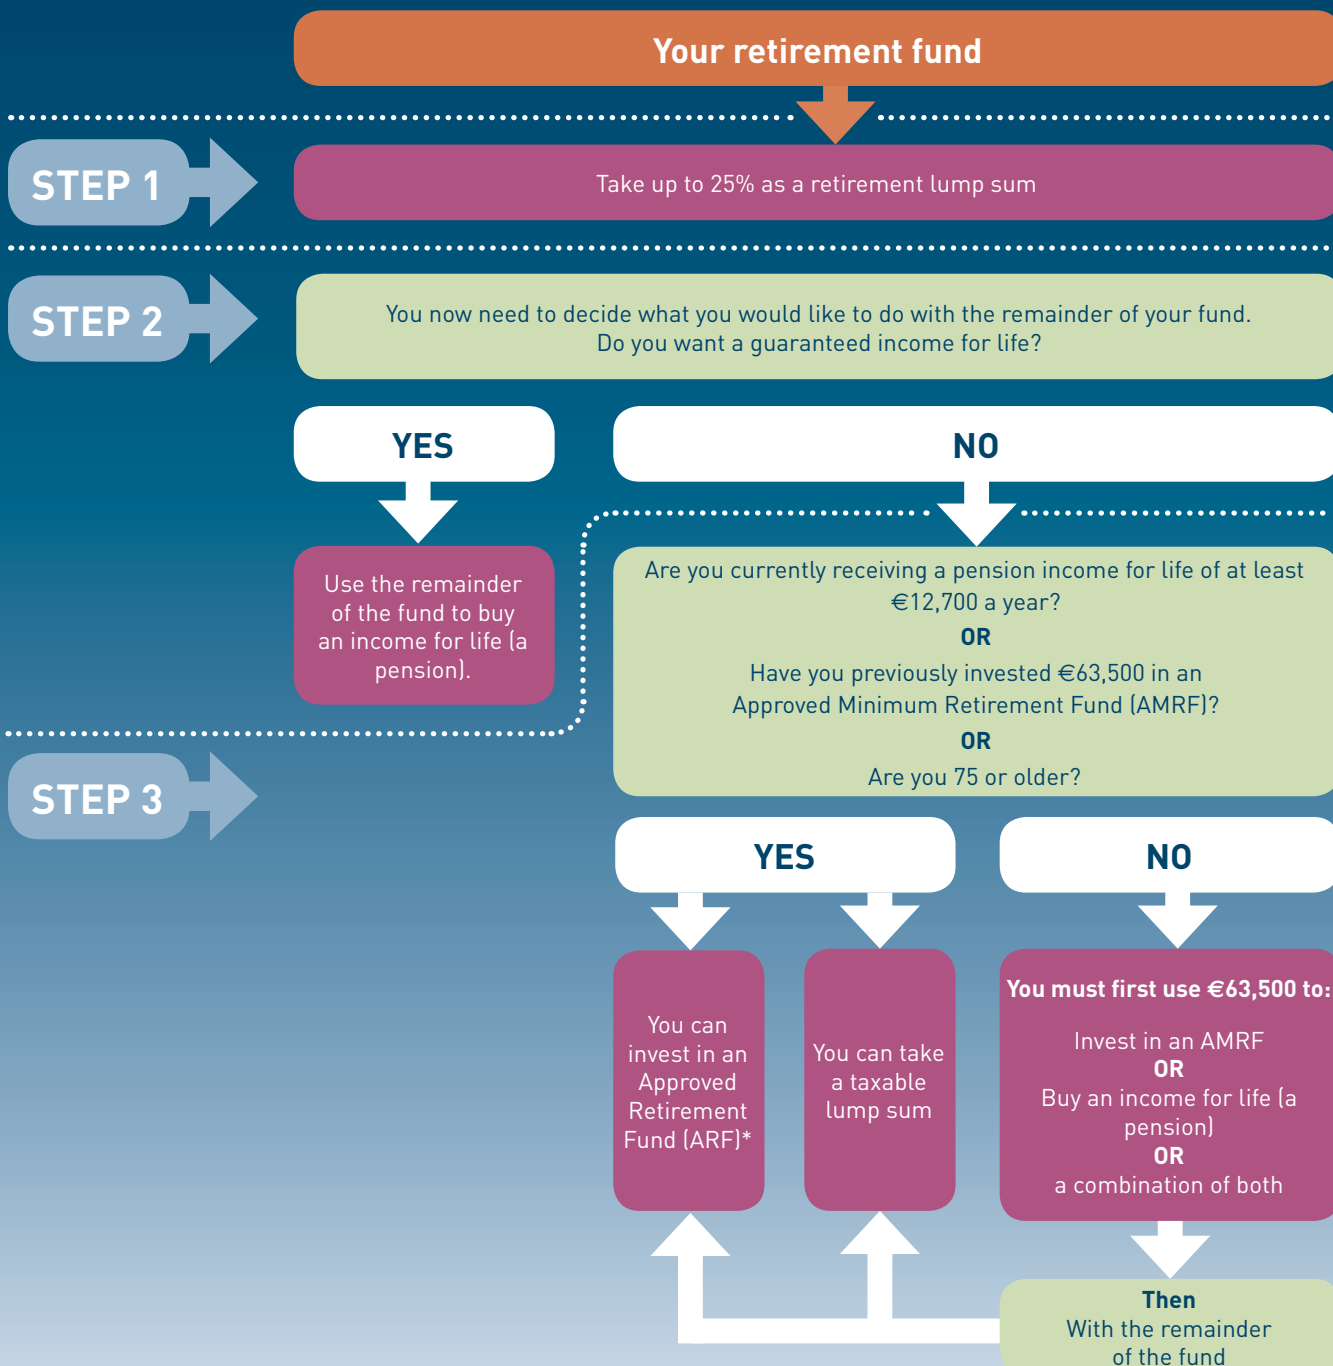 Your retirement fund
STEP 1
Take up to 25% as a retirement lump sum
STEP 2
You now need to decide what you would like to do with the remainder of your fund.
Do you want a guaranteed income for life?
YES
NO
Use the remainder
of the fund to buy
an income for life (a
pension).
Are you currently receiving a pension income for life of at least
€12,700 a year?
OR
Have you previously invested €63,500 in an
Approved Minimum Retirement Fund (AMRF)?
OR
Are you 75 or older?
STEP 3
YES
NO
You can
invest in an
Approved
Retirement
Fund (ARF)*
You can take
a taxable
lump sum
You must first use €63,500 to:
Invest in an AMRF
OR
Buy an income for life (a
pension)
OR
a combination of both
Then
With the remainder
of the fund